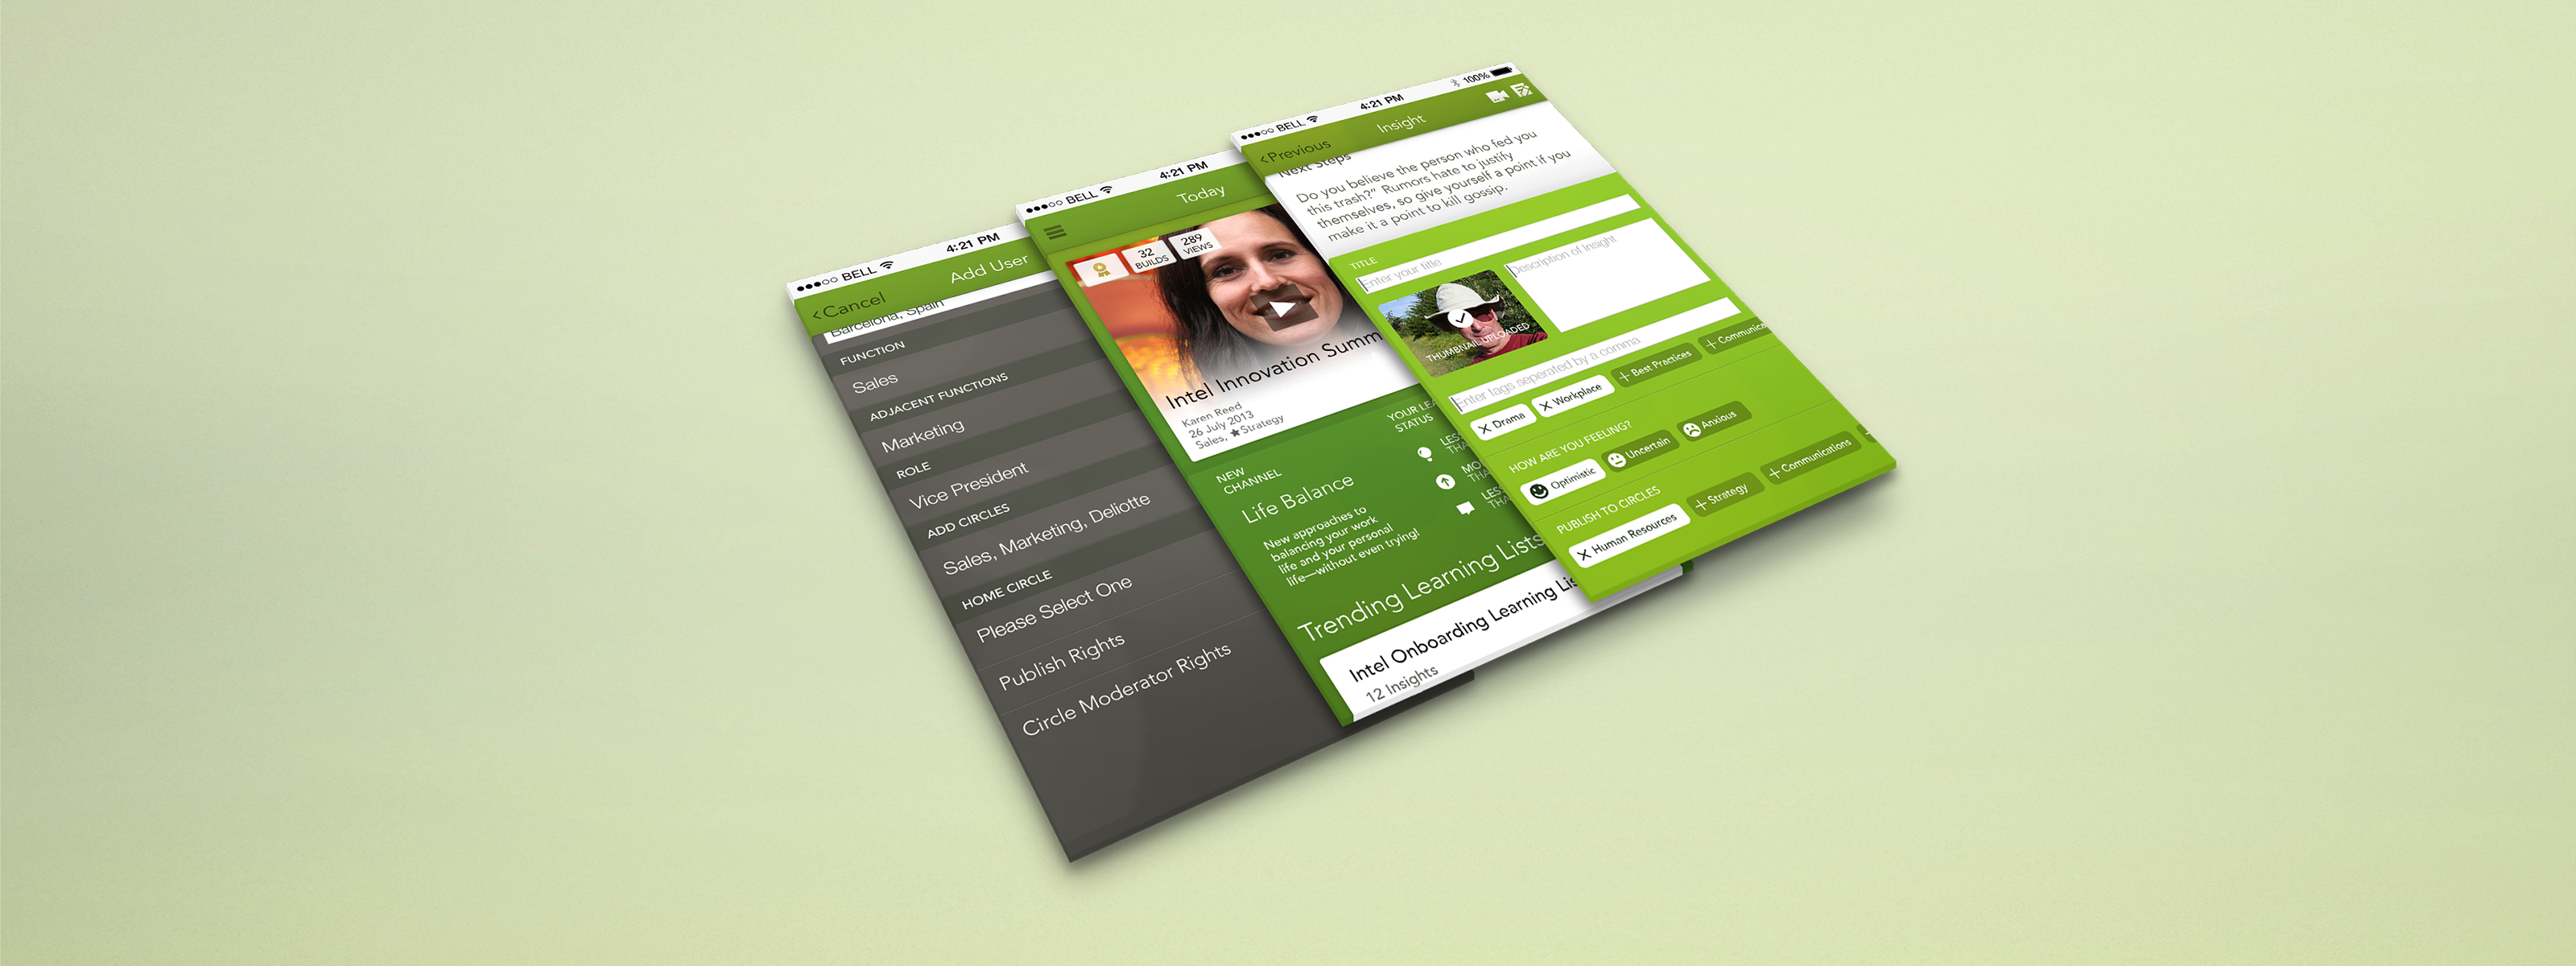 BELL
4:21 PM
Cancel
Add User
Barcelona, Spain
FUNCTION
Sales
ADJACENT FUNCTIONS
Marketing
ROLE
Vice President
ADD CIRCLES
Sales, Marketing, Deliotte
HOME CIRCLE
Please Select One
Publish Rights
Circle Moderator Rights
BELL
4:21 PM
Today
32
BUILDS
289
VIEWS
Intel Innovation Summ
Karen Reed
26 July 2013
Sales, ★Strategy
NEW
CHANNEL
Life Balance
New approaches to
balancing your work
life and your personal
life—without even trying!
YOUR LEA
STATUS
LES
THA
MO
THA
LES
THA
Trending Learning Lists
Intel Onboarding Learning Lis
12 Insights
BELL
4:21 PM
100%
Previous
Insight
Next Steps
Do you believe the person who fed you
this trash?” Rumors hate to justify
themselves, so give yourself a point if you
make it a point to kill gossip.
TITLE
Enter your title
Description of Insight
THUMBNAIL UPLOADED
Enter tags seperated by a comma
Drama
Workplace
Best Practices
Communica
HOW ARE YOU FEELING?
Optimistic
Uncertain
Anxious
PUBLISH TO CIRCLES
Human Resources
Strategy
Communications